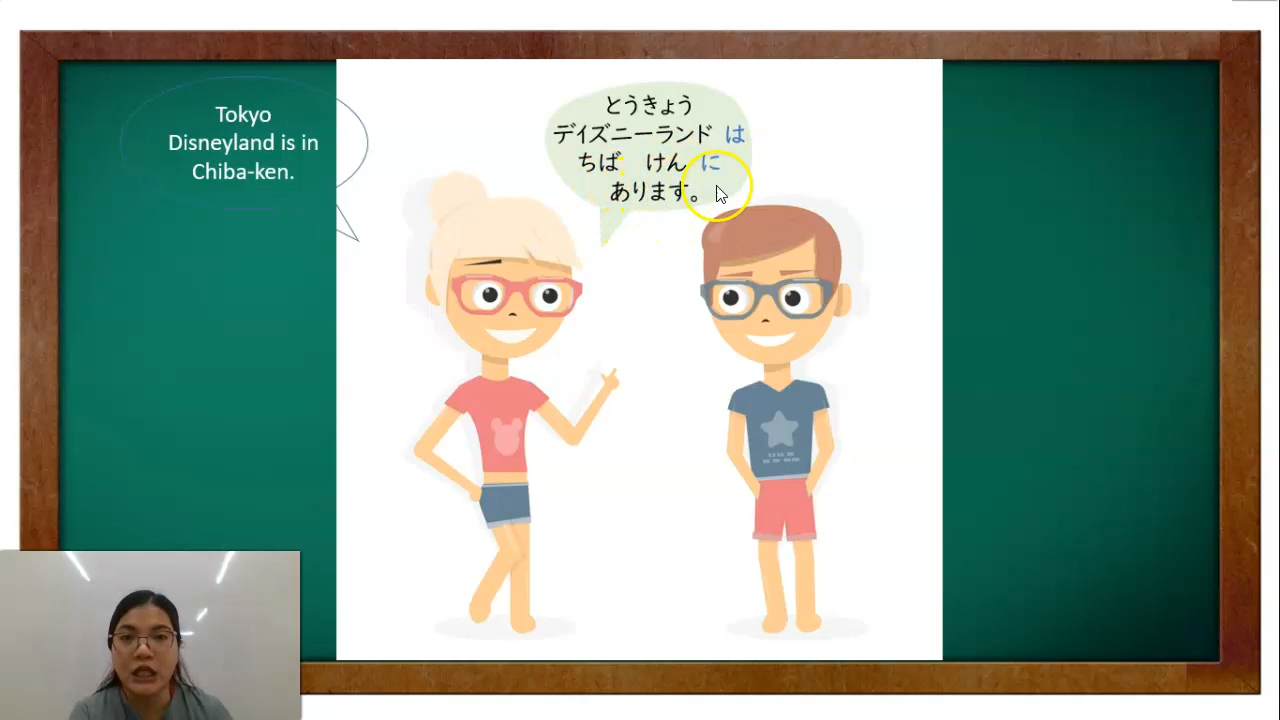 Tokyo
Disneyland is in
Chiba-ken.
とうきょう
ディズニーランド は
ちば けん に
あります。